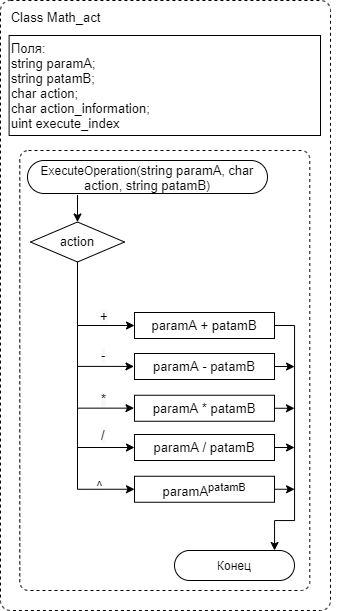 Class Math_act
Поля:
string paramA;
string patamB;
char action;
char action_information;
uint execute_index
ExecuteOperation(string paramA, char
action, string patamB)
action
+
paramA + patamB
-
paramA - patamB
*
paramA * patamB
/
paramA / patamB
^
paramApatamB
Конец